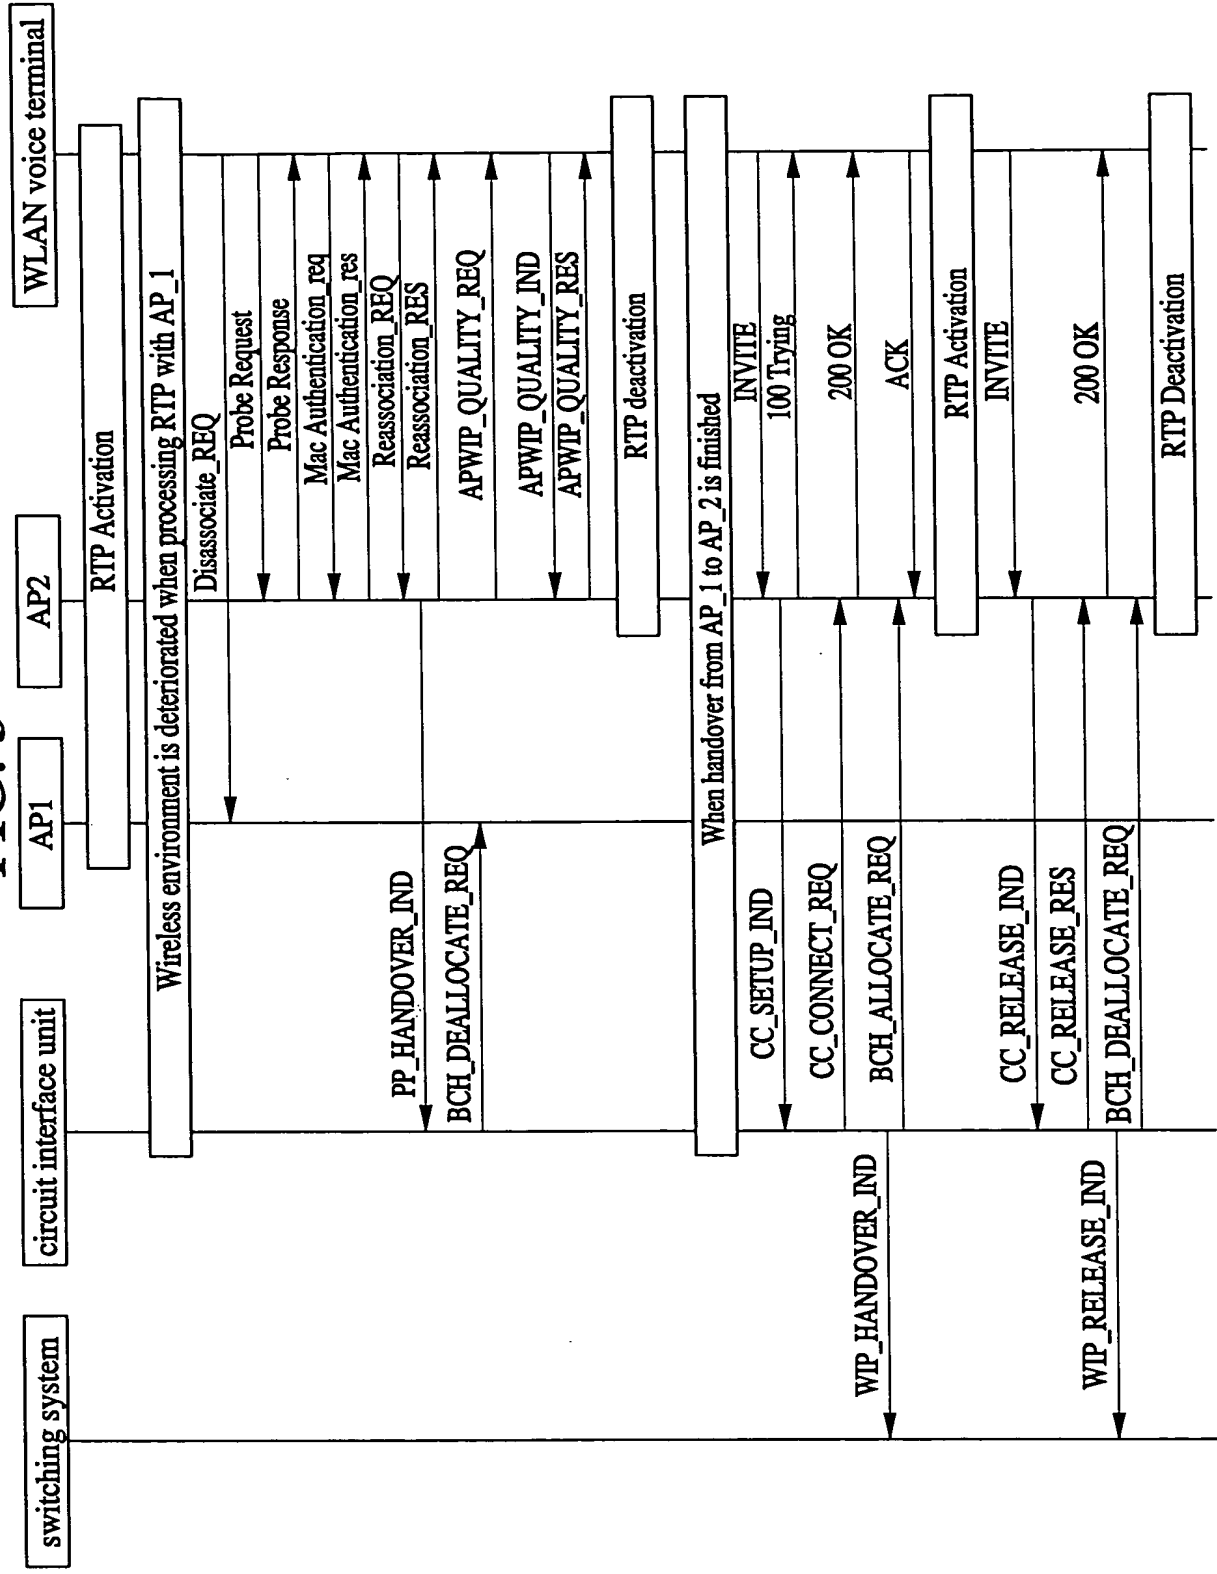 switching system
circuit interface unit
AP1
AP2
WLAN voice terminal
RTP Activation
Wireless environment is deteriorated when processing RTP with AP_1
Disassociate_REQ
Probe Request
Probe Response
Mac Authentication_req
Mac Authentication_res
Reassociation_REQ
Reassociation_RES
PP_HANDOVER_IND
BCH_DEALLOCATE_REQ
APWIP_QUALITY_REQ
APWIP_QUALITY_IND
APWIP_QUALITY_RES
RTP deactivation
When handover from AP_1 to AP_2 is finished
INVITE
CC_SETUP_IND
100 Trying
CC_CONNECT_REQ
200 OK
WIP_HANDOVER_IND
BCH_ALLOCATE_REQ
ACK
RTP Activation
INVITE
CC_RELEASE_IND
CC_RELEASE_RES
200 OK
WIP_RELEASE_IND
BCH_DEALLOCATE_REQ
RTP Deactivation